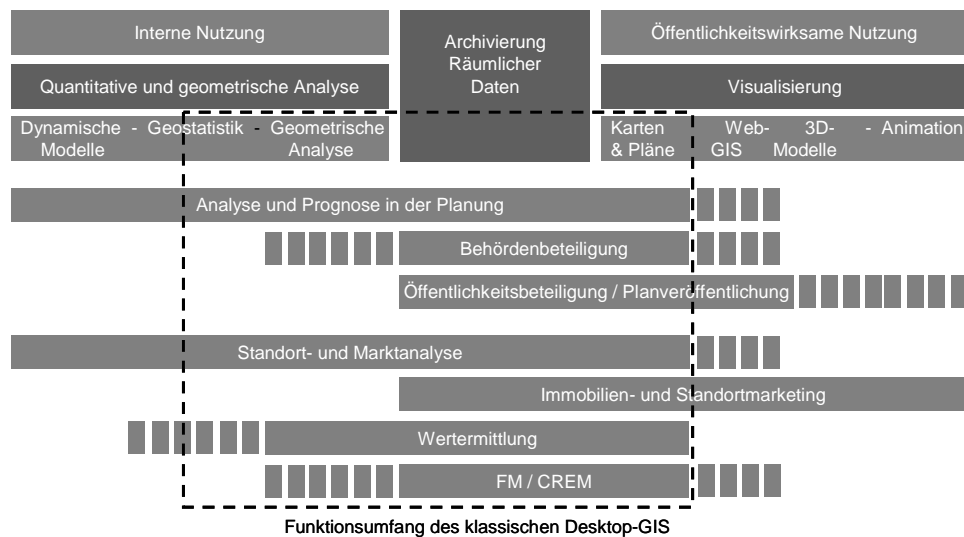 Interne Nutzung
Archivierung
Räumlicher
Daten
Öffentlichkeitswirksame Nutzung
Quantitative und geometrische Analyse
Visualisierung
Dynamische - Geostatistik - Geometrische
Modelle Analyse
Karten Web- 3D- - Animation
& Pläne GIS Modelle
Analyse und Prognose in der Planung
Behördenbeteiligung
Öffentlichkeitsbeteiligung / Planveröffentlichung
Standort- und Marktanalyse
Immobilien- und Standortmarketing
Wertermittlung
FM / CREM
Funktionsumfang des klassischen Desktop-GIS